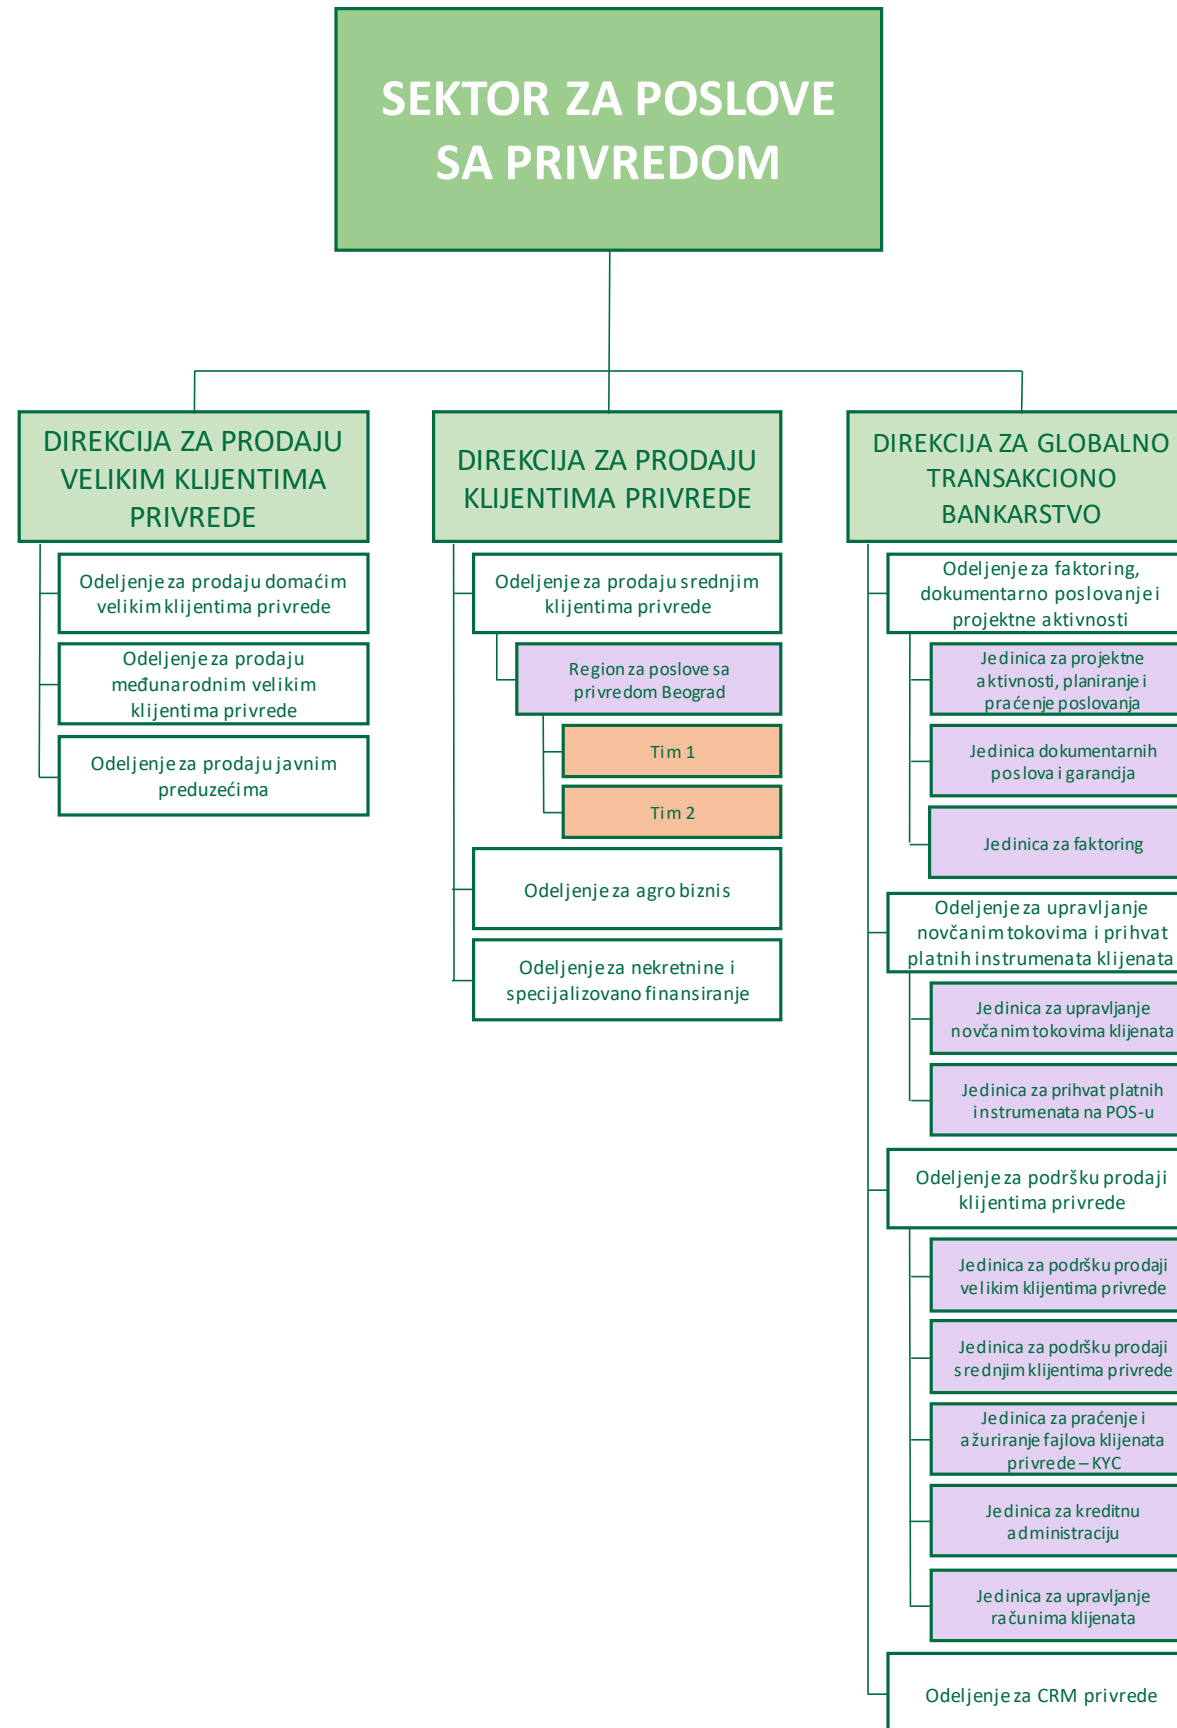 SEKTOR ZA POSLOVE
SA PRIVREDOM
DIREKCIJA ZA PRODAJU
VELIKIM KLIJENTIMA
PRIVREDE
Odeljenje za prodaju domaćim
velikim klijentima privrede
Odeljenje za prodaju
međunarodnim velikim
klijentima privrede
Odeljenje za prodaju javnim
preduzećima
DIREKCIJA ZA PRODAJU
KLIJENTIMA PRIVREDE
Odeljenje za prodaju srednjim
klijentima privrede
Region za poslove sa
privredom Beograd
Tim 1
Tim 2
Odeljenje za agro biznis
Odeljenje za nekretnine i
specijalizovano finansiranje
DIREKCIJA ZA GLOBALNO
TRANSAKCIONO
BANKARSTVO
Odeljenje za faktoring,
dokumentarno poslovanje i
projektne aktivnosti
Jedinica za projektne
aktivnosti, planiranje i
praćenje poslovanja
Jedinica dokumentarnih
poslova i garancija
Jedinica za faktoring
Odeljenje za upravljanje
novčanim tokovima i prihvat
platnih instrumenata klijenata
Jedinica za upravljanje
novčanim tokovima klijenata
Jedinica za prihvat platnih
instrumenata na POS-u
Odeljenje za podršku prodaji
klijentima privrede
Jedinica za podršku prodaji
velikim klijentima privrede
Jedinica za podršku prodaji
srednjim klijentima privrede
Jedinica za praćenje i
ažuriranje fajlova klijenata
privrede – KYC
Jedinica za kreditnu
administraciju
Jedinica za upravljanje
računima klijenata
Odeljenje za CRM privrede